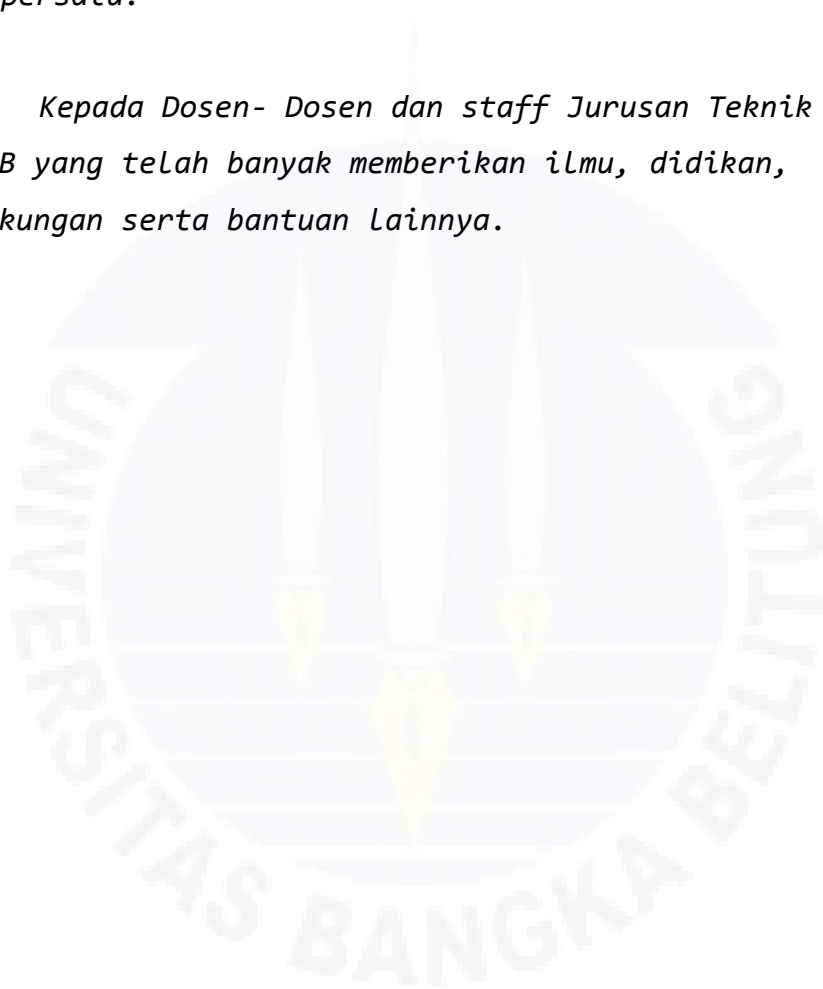 Kepada Dosen- Dosen dan staff Jurusan Teknik
B yang telah banyak memberikan ilmu, didikan,
kungan serta bantuan lainnya.
UNIVERSITAS BANGKA BELITUNG